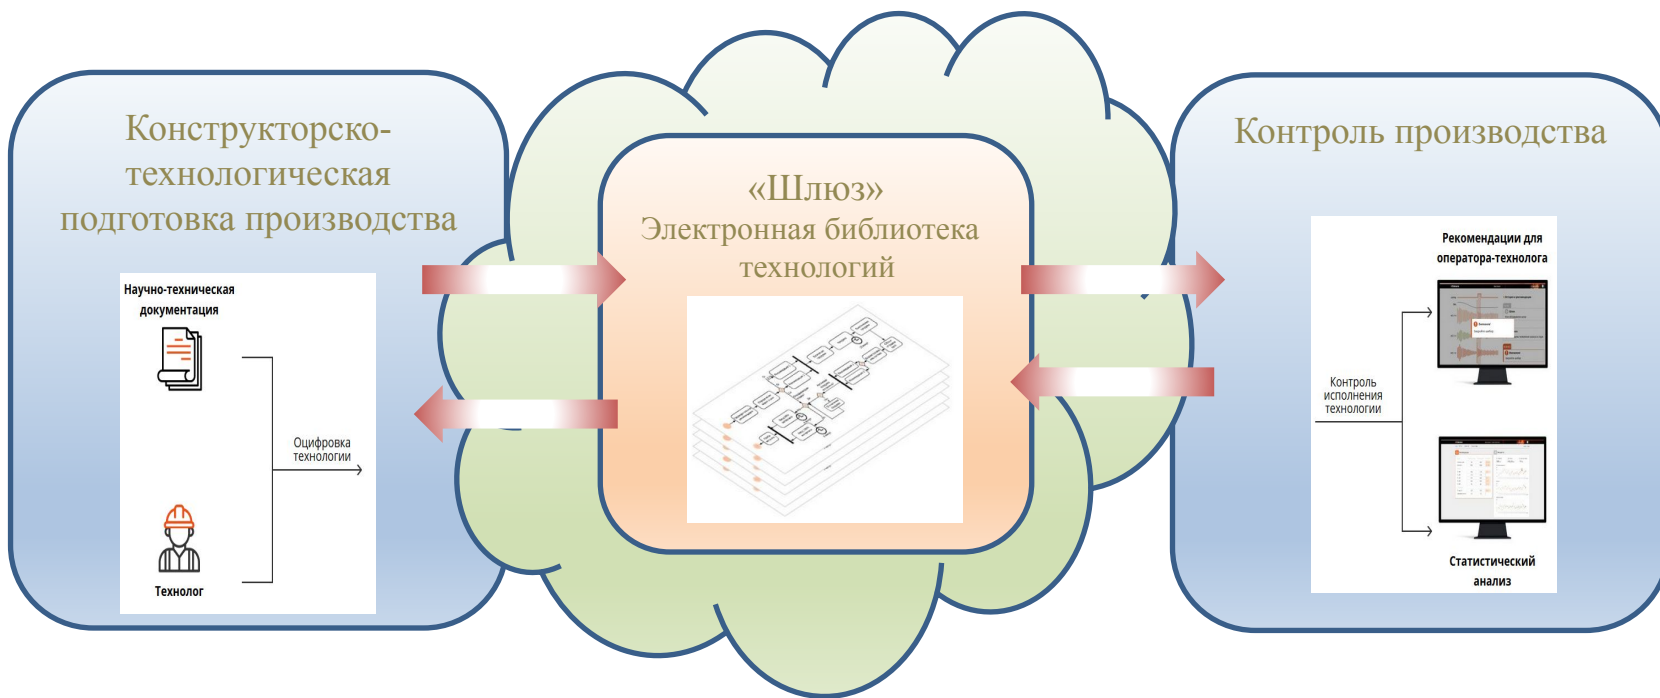 Конструкторско-
технологическая
подготовка производства
Научно-техническая
документация
Оцифровка
технологии
Технолог
«Шлюз»
Электронная библиотека
технологий
Контроль производства
Рекомендации для
оператора-технолога
Контроль
исполнения
технологии
Статистический
анализ